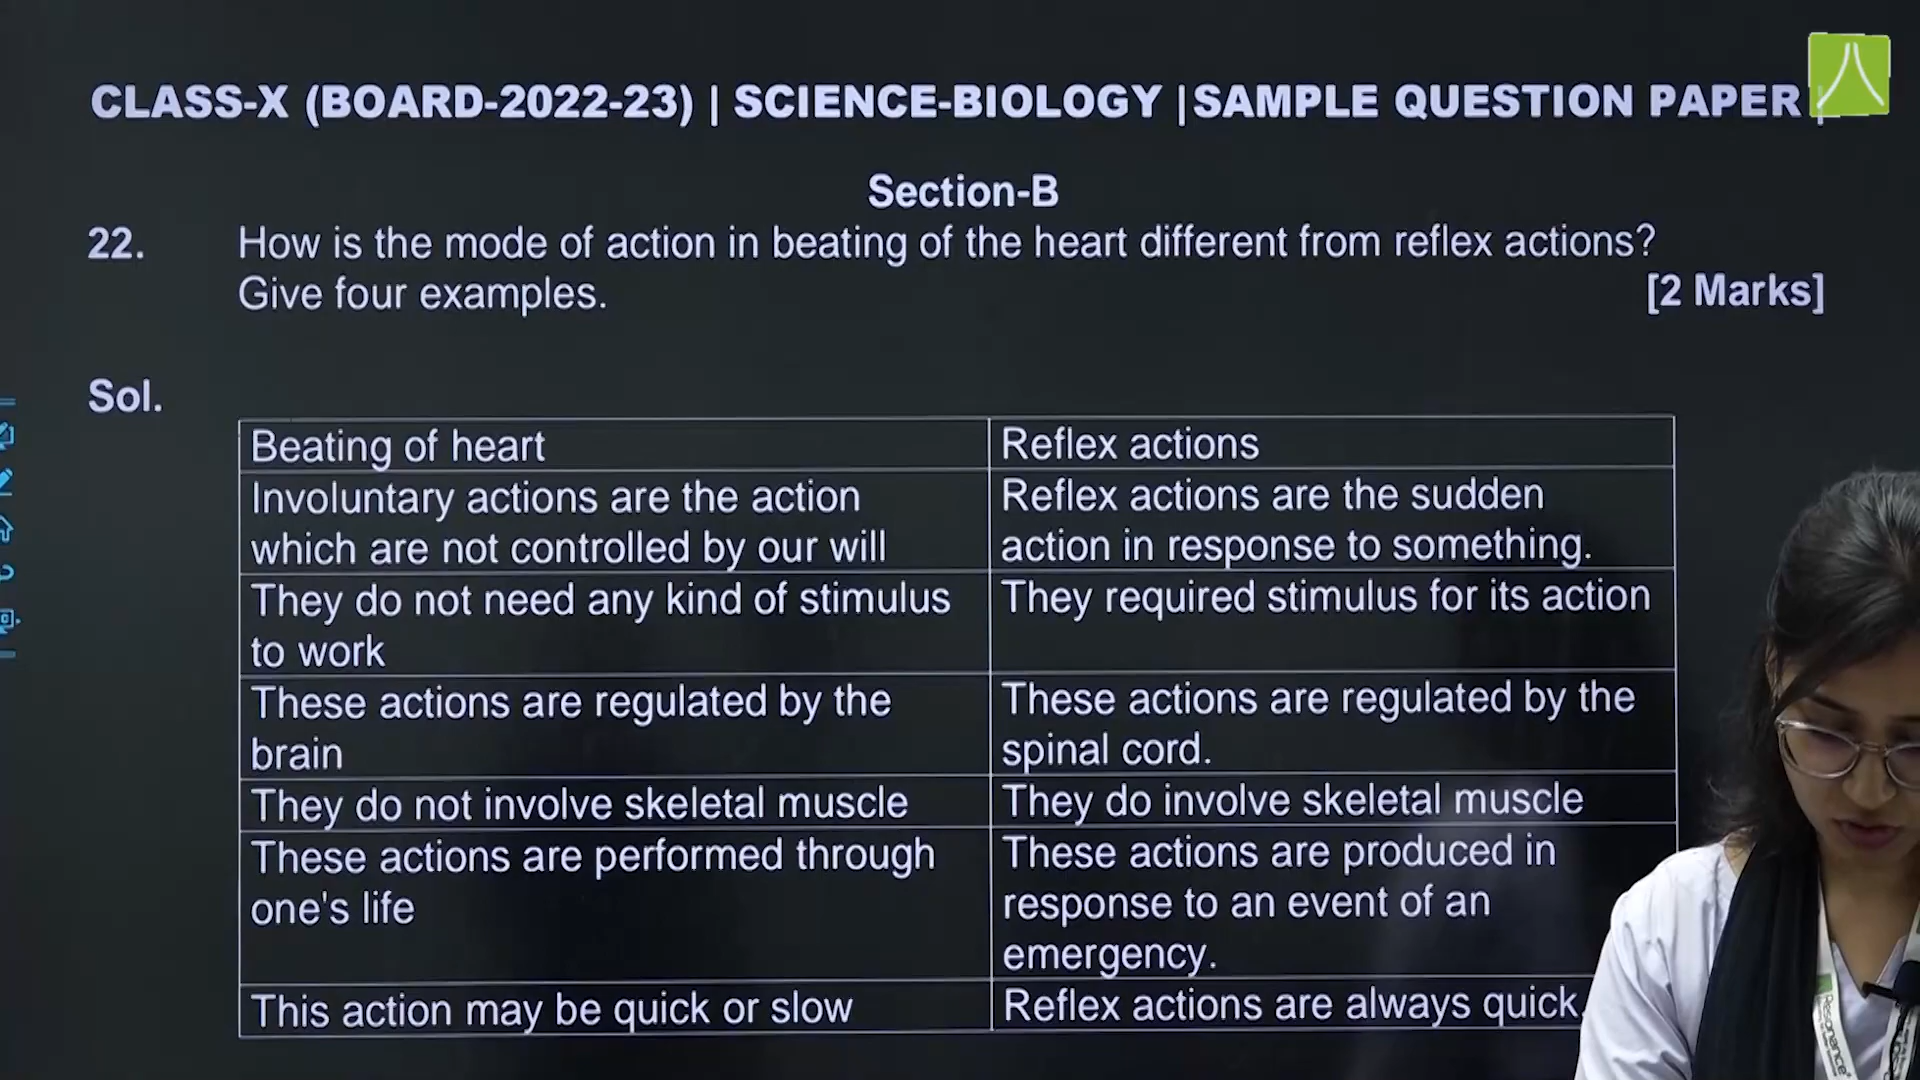 CLASS-X (BOARD-2022-23) | SCIENCE-BIOLOGY |SAMPLE QUESTION PAPER |
Section-B
22. How is the mode of action in beating of the heart different from reflex actions?
Give four examples. [2 Marks]
Sol.
Beating of heart
Reflex actions
Involuntary actions are the action
which are not controlled by our will
Reflex actions are the sudden
action in response to something.
They do not need any kind of stimulus
to work
They required stimulus for its action
These actions are regulated by the
brain
These actions are regulated by the
spinal cord.
They do not involve skeletal muscle
They do involve skeletal muscle
These actions are performed through
one's life
These actions are produced in
response to an event of an
emergency.
This action may be quick or slow
Reflex actions are always quick.
Resonance